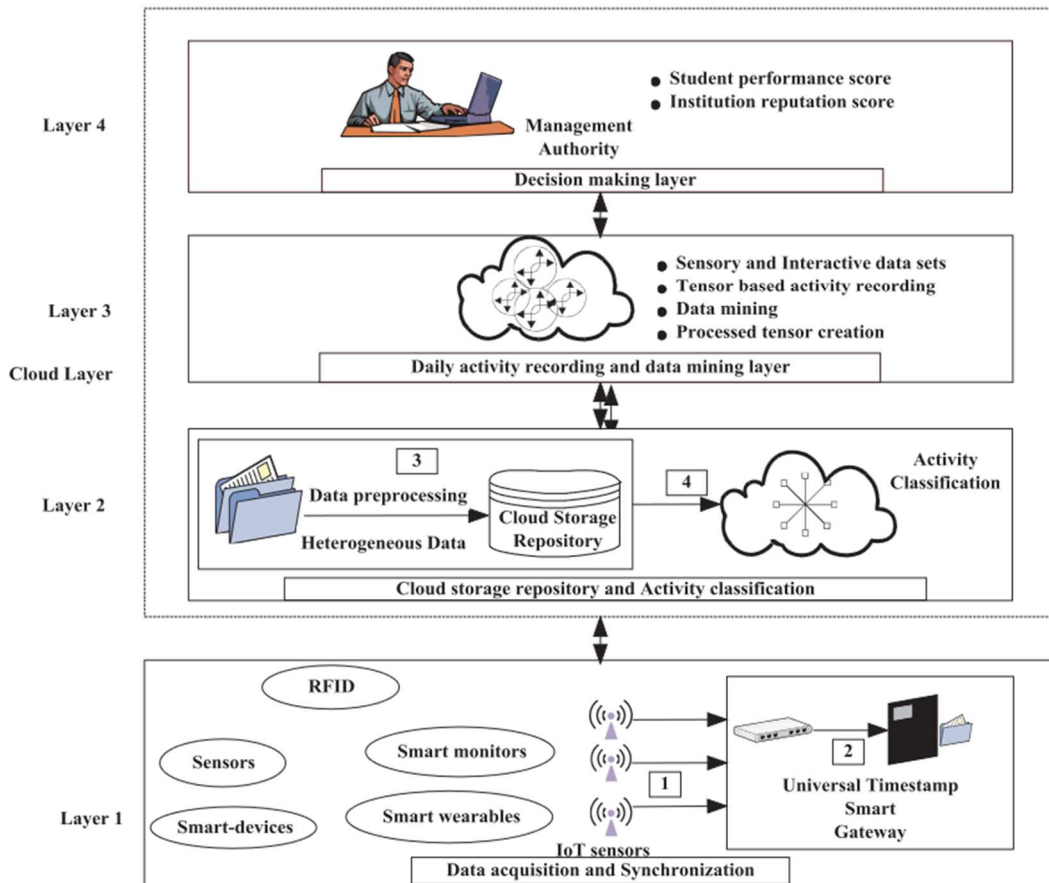 Layer 4
Student performance score
Institution reputation score
Management
Authority
Decision making layer
Layer 3
Sensory and Interactive data sets
Tensor based activity recording
Data mining
Processed tensor creation
Daily activity recording and data mining layer
Cloud Layer
Layer 2
3
Data preprocessing
Heterogeneous Data
Cloud Storage
Repository
4
Activity
Classification
Cloud storage repository and Activity classification
Layer 1
RFID
Sensors
Smart monitors
Smart-devices
Smart wearables
IoT sensors
1
2
Universal Timestamp
Smart
Gateway
Data acquisition and Synchronization